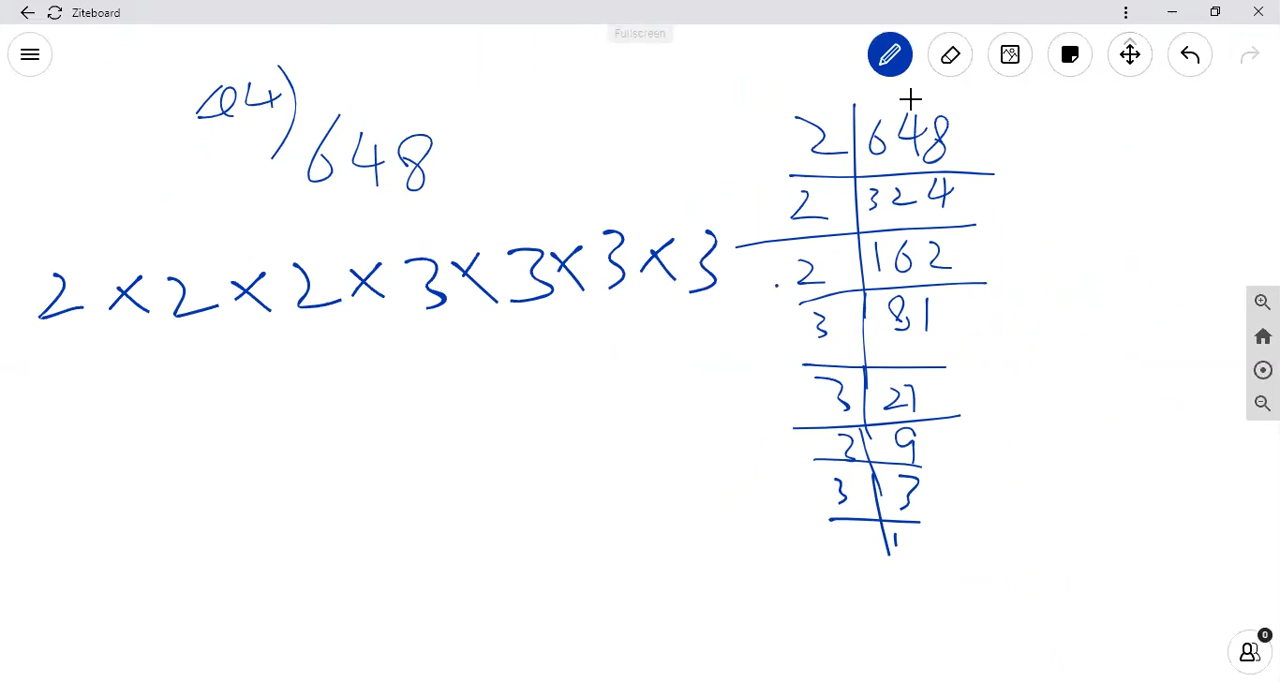 Ziteboard
Fullscreen
Q4)
648
2 × 2 × 2 × 3 × 3 × 3 × 3
2 | 648
2 | 324
2 | 162
3 | 81
3 | 27
3 | 9
3 | 3
1
0